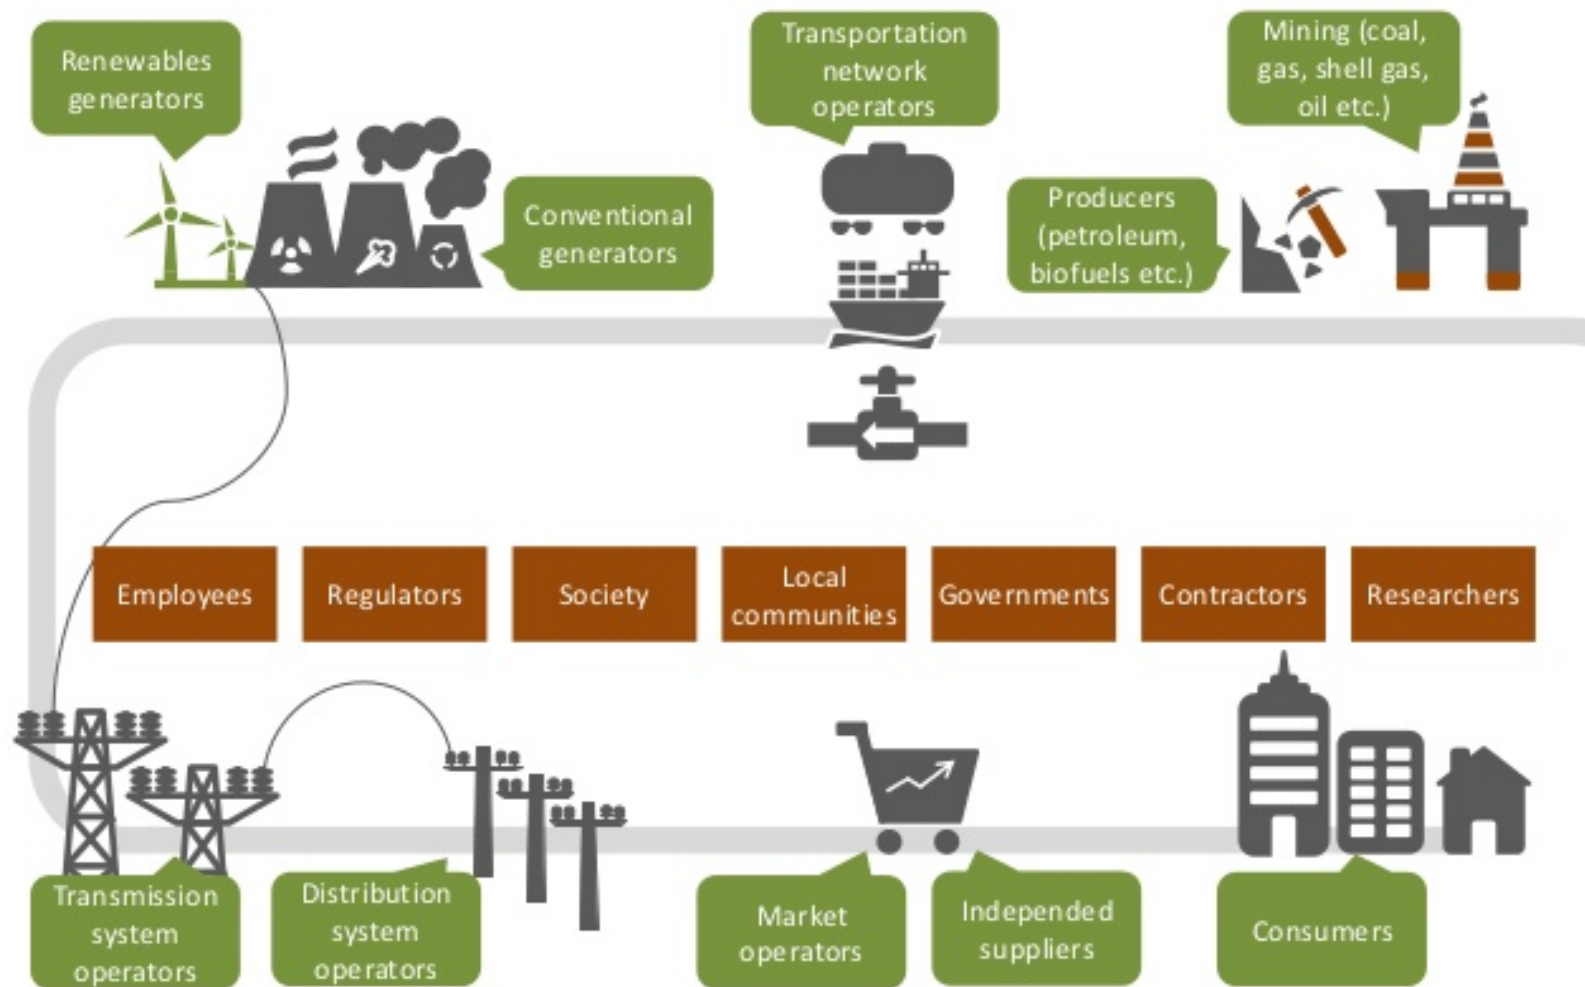 Renewables
generators
Transportation
network
operators
Mining (coal,
gas, shell gas,
oil etc.)
Conventional
generators
Producers
(petroleum,
biofuels etc.)
Employees
Regulators
Society
Local
communities
Governments
Contractors
Researchers
Transmission
system
operators
Distribution
system
operators
Market
operators
Independed
suppliers
Consumers